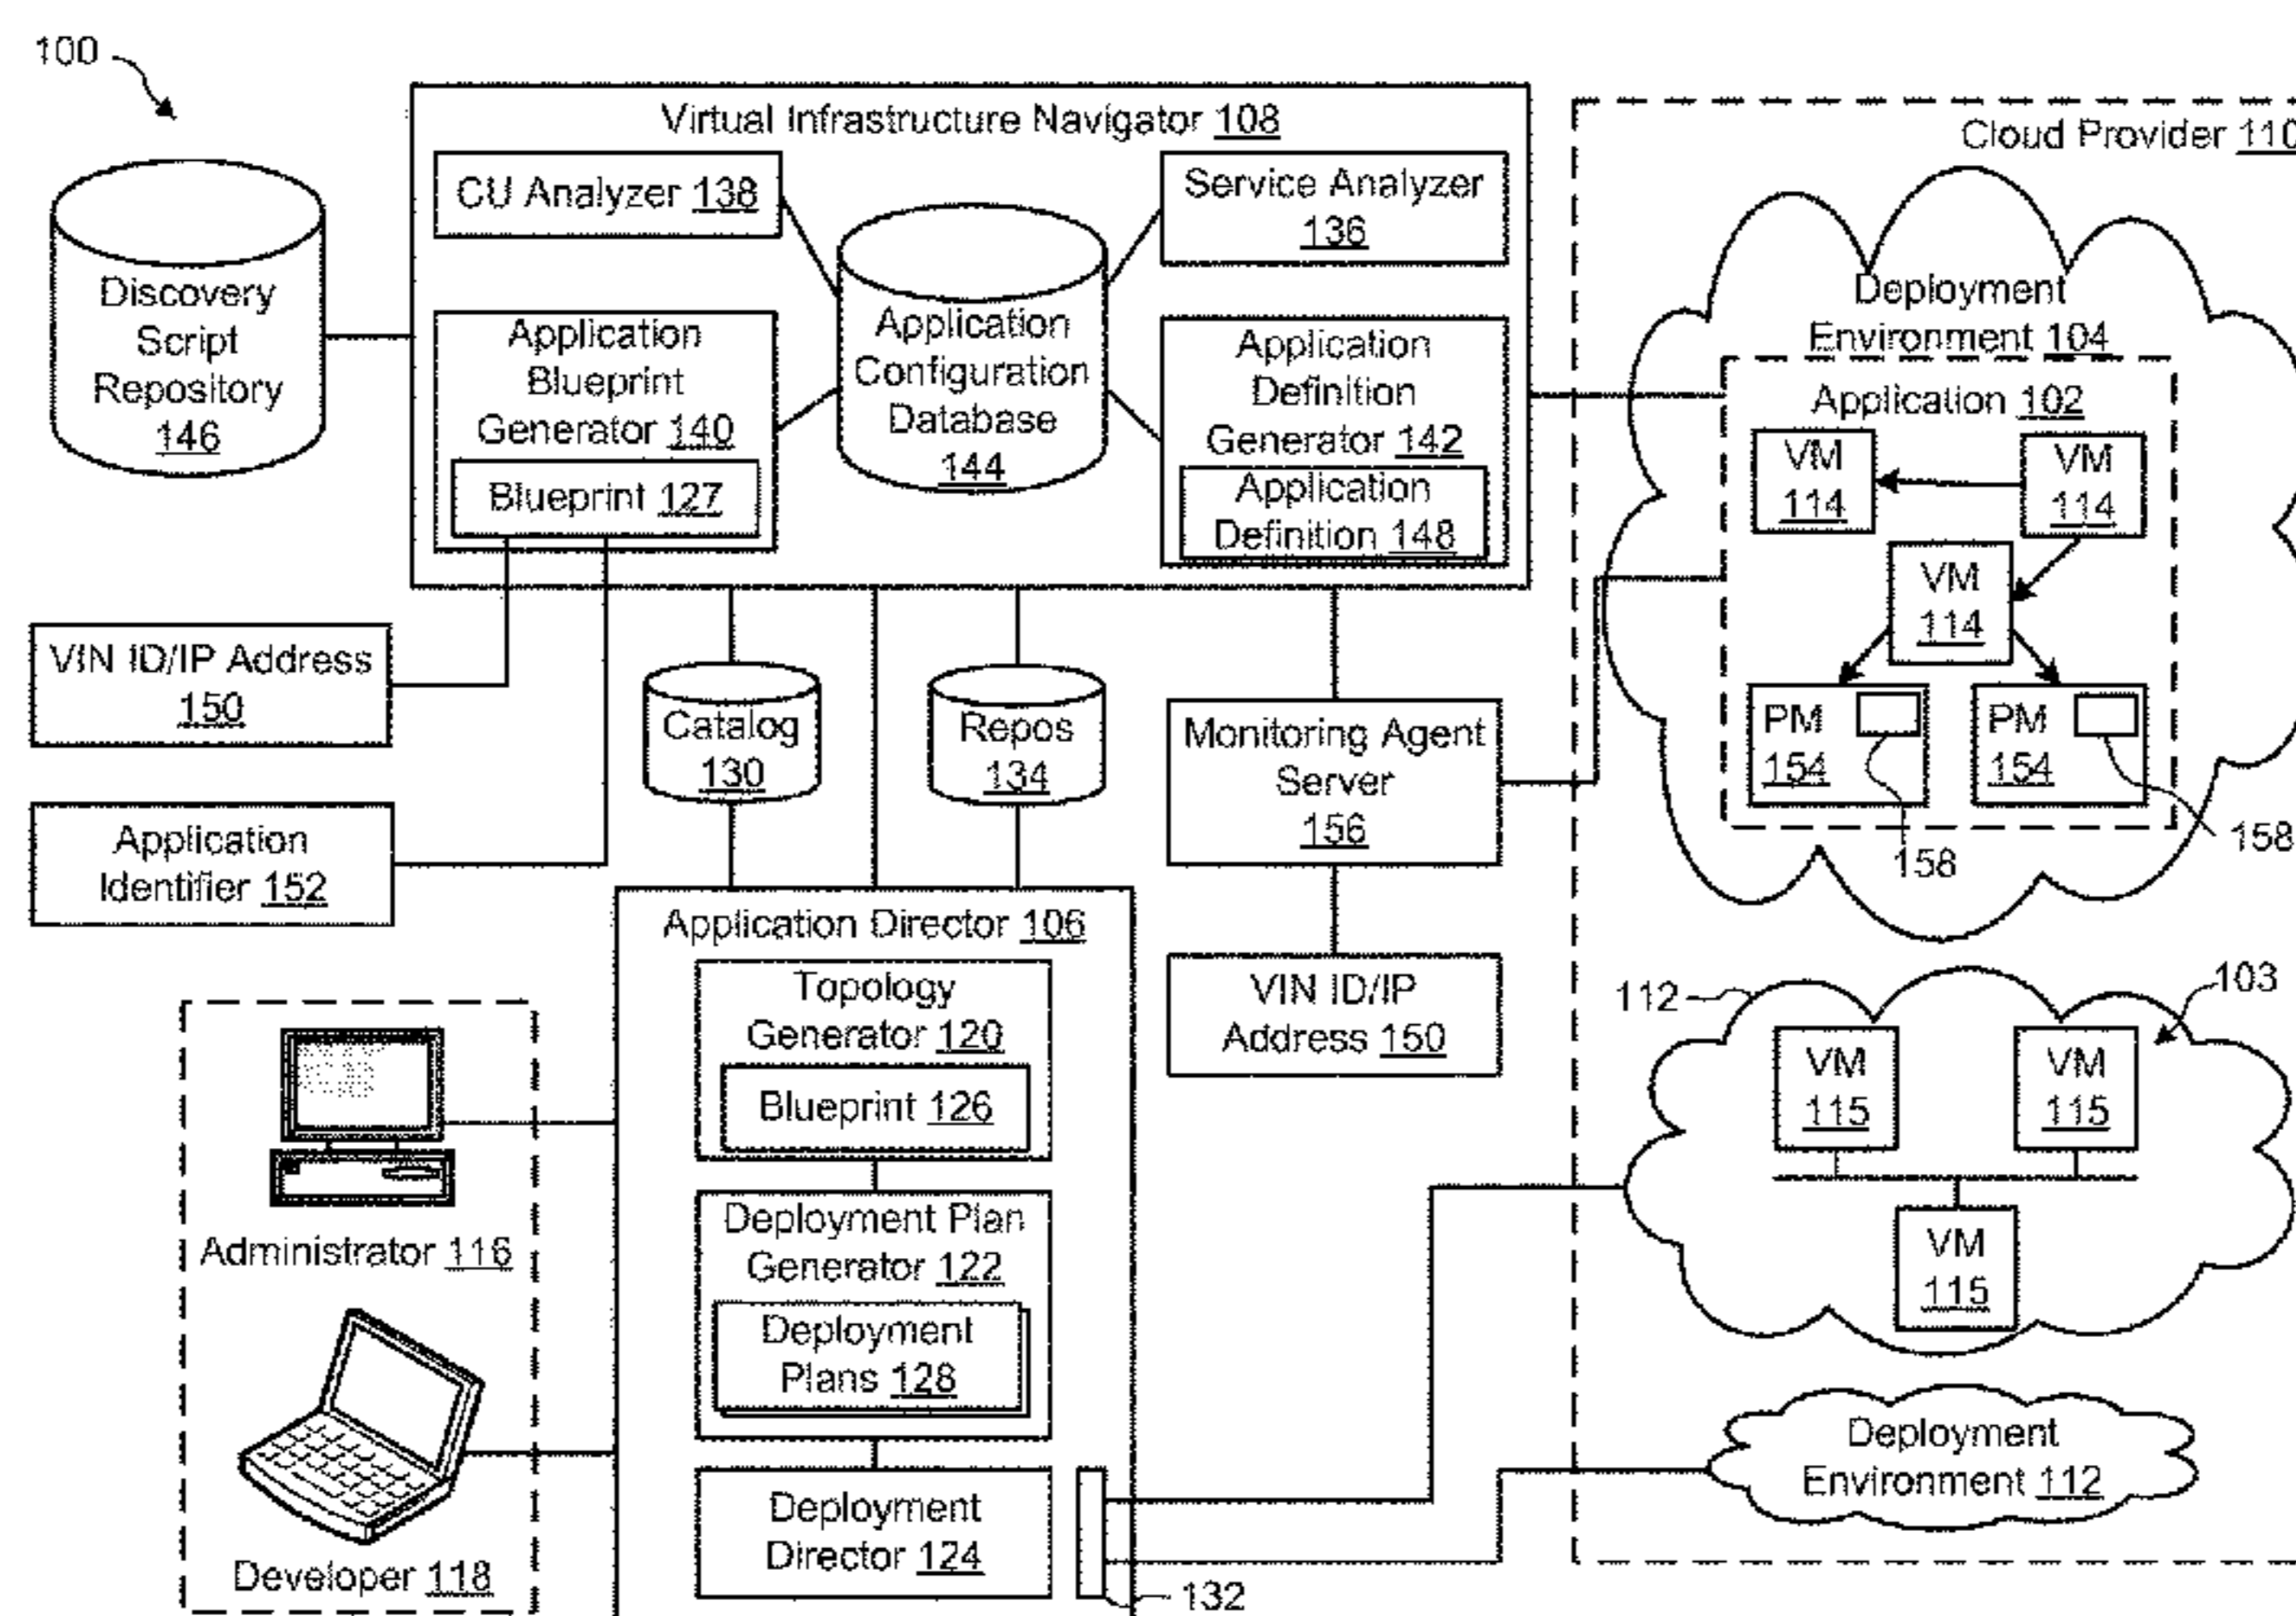 100
Virtual Infrastructure Navigator 108
CU Analyzer 138
Service Analyzer
136
Discovery
Script
Repository
146
Application
Blueprint
Generator 140
Blueprint 127
Application
Configuration
Database
144
Application
Definition
Generator 142
Application
Definition 148
Cloud Provider 110
Deployment
Environment 104
Application 102
VM
114
VM
114
VM
114
PM
154
PM
154
158
158
VIN ID/IP Address
150
Application
Identifier 152
Catalog
130
Repos
134
Monitoring Agent
Server
156
VIN ID/IP
Address 150
Application Director 106
Topology
Generator 120
Blueprint 126
Deployment Plan
Generator 122
Deployment
Plans 128
Deployment
Director 124
132
Administrator 116
Developer 118
112
103
VM
115
VM
115
VM
115
Deployment
Environment 112